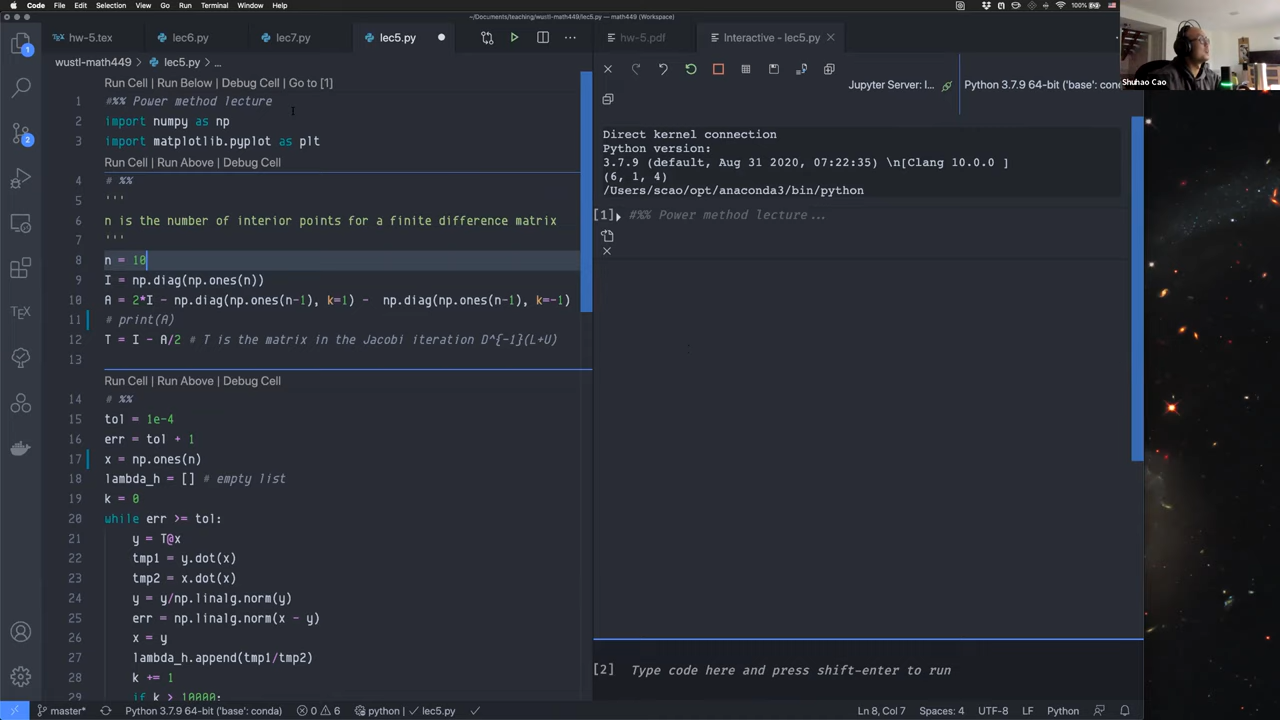 Code File Edit Selection View Go Run Terminal Window Help 100%
~/Documents/teaching/wustl-math449/lec5.py — math449 (Workspace)
hw-5.tex lec6.py lec7.py lec5.py
hw-5.pdf Interactive - lec5.py
wustl-math449 > lec5.py > ...
Jupyter Server: l... Python 3.7.9 64-bit ('base': conda
Shuhao Cao
Run Cell | Run Below | Debug Cell | Go to [1]
1 #%% Power method lecture
2 import numpy as np
3 import matplotlib.pyplot as plt
Run Cell | Run Above | Debug Cell
4 # %%
5 '''
6 n is the number of interior points for a finite difference matrix
7 '''
8 n = 10
9 I = np.diag(np.ones(n))
10 A = 2*I - np.diag(np.ones(n-1), k=1) - np.diag(np.ones(n-1), k=-1)
11 # print(A)
12 T = I - A/2 # T is the matrix in the Jacobi iteration D^{-1}(L+U)
13
Run Cell | Run Above | Debug Cell
14 # %%
15 tol = 1e-4
16 err = tol + 1
17 x = np.ones(n)
18 lambda_h = [] # empty list
19 k = 0
20 while err >= tol:
21 y = T@x
22 tmp1 = y.dot(x)
23 tmp2 = x.dot(x)
24 y = y/np.linalg.norm(y)
25 err = np.linalg.norm(x - y)
26 x = y
27 lambda_h.append(tmp1/tmp2)
28 k += 1
29 if k > 10000:
Direct kernel connection
Python version:
3.7.9 (default, Aug 31 2020, 07:22:35) \n[Clang 10.0.0 ]
(6, 1, 4)
/Users/scao/opt/anaconda3/bin/python
[1] #%% Power method lecture...
[2] Type code here and press shift-enter to run
TEX
1
2
master* Python 3.7.9 64-bit ('base': conda) 0 6 python | lec5.py Ln 8, Col 7 Spaces: 4 UTF-8 LF Python